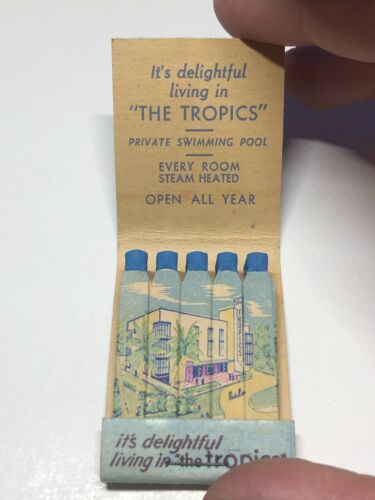 It's delightful
living in
"THE TROPICS"
PRIVATE SWIMMING POOL
EVERY ROOM
STEAM HEATED
OPEN ALL YEAR
it's delightful
living in "the tropics"